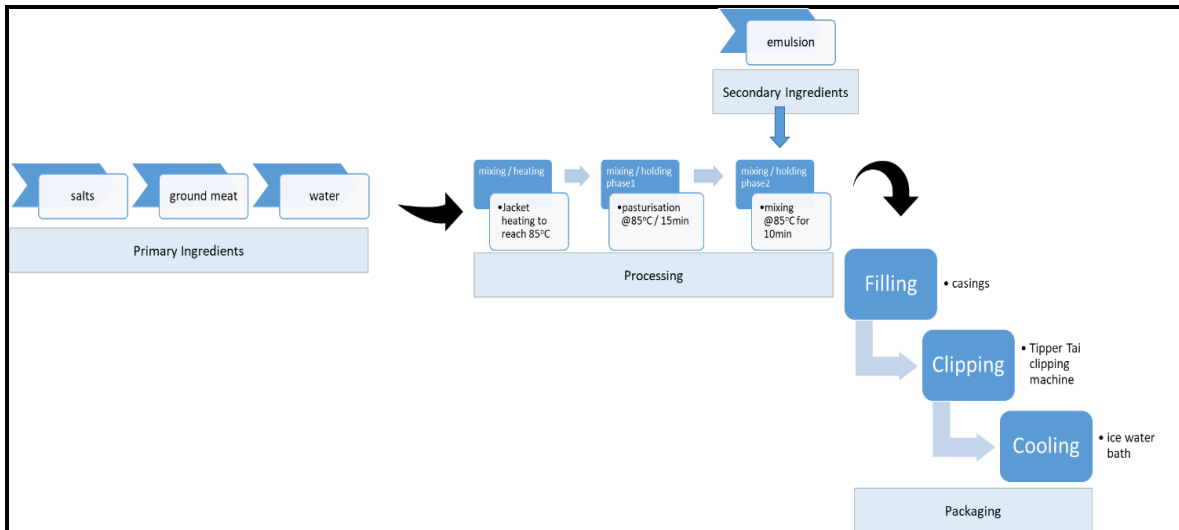 emulsion
Secondary Ingredients
salts
ground meat
water
Primary Ingredients
mixing / heating
•Jacket
heating to
reach 85°C
mixing / holding
phase1
•pasturisation
@85°C / 15min
mixing / holding
phase2
•mixing
@85°C for
10min
Processing
Filling
• casings
Clipping
• Tipper Tai
clipping
machine
Cooling
• ice water
bath
Packaging